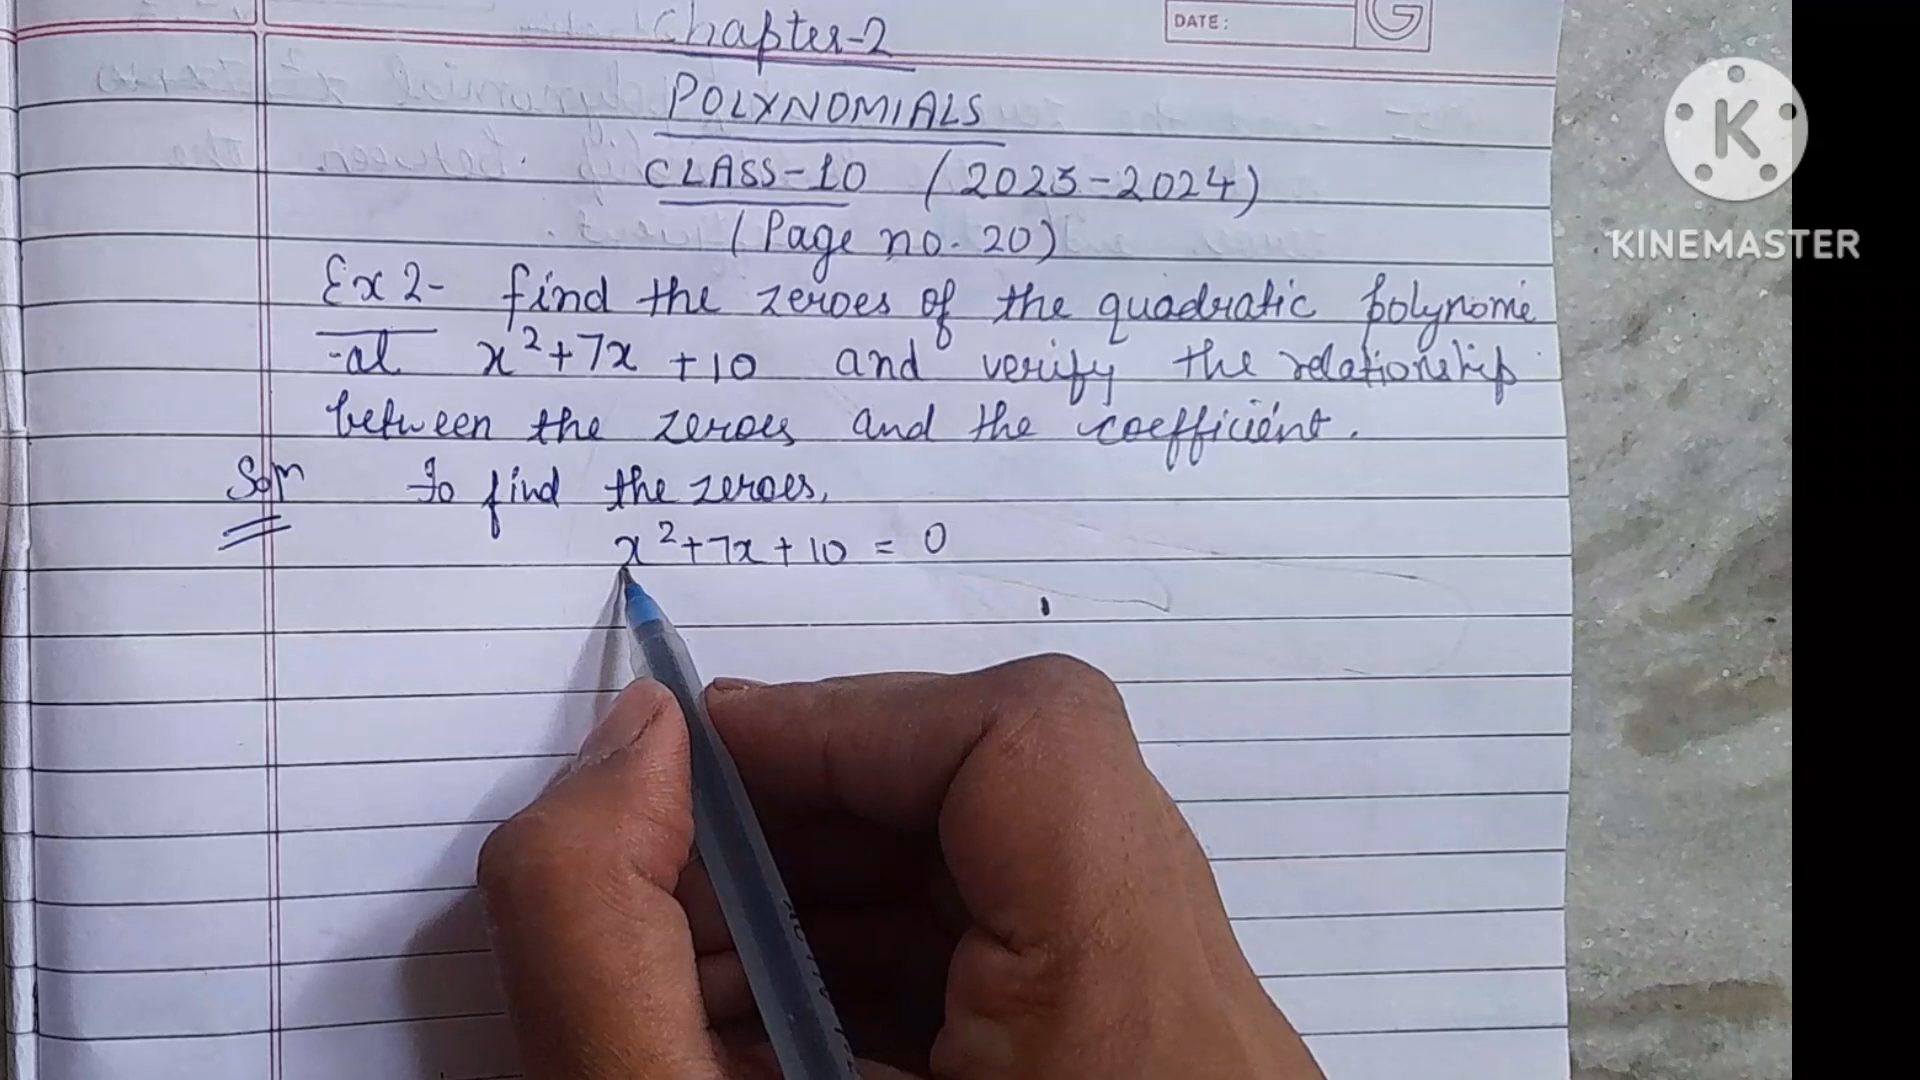 Chapter-2
DATE:
G
POLYNOMIALS
CLASS-10 (2023-2024)
(Page no. 20)
Ex 2- find the zeroes of the quadratic polynomi
-al x²+7x+10 and verify the relationship
between the zeroes and the coefficient.
Soln To find the zeroes,
x²+7x+10 = 0
K
KINEMASTER